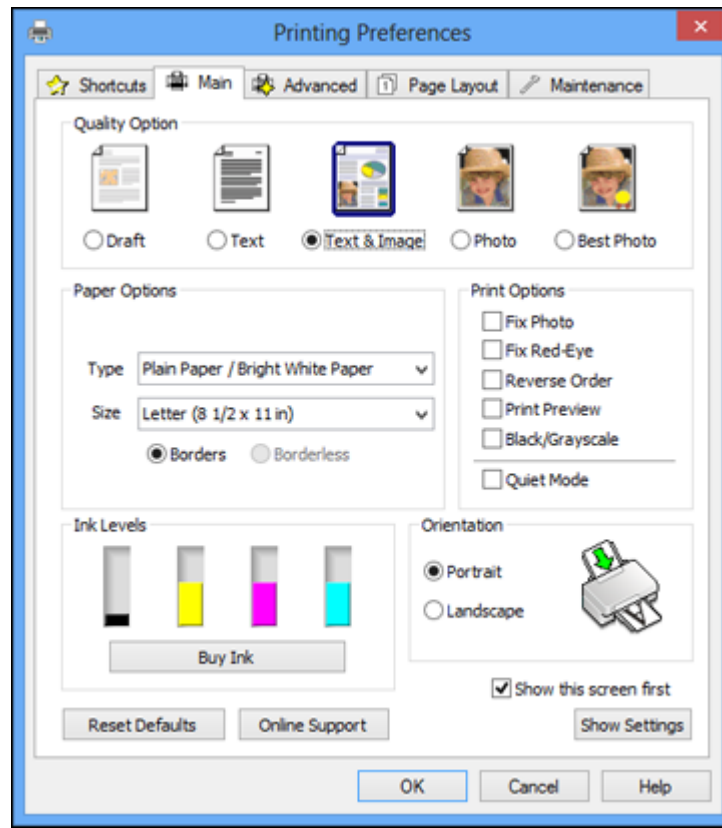 Printing Preferences
Shortcuts Main Advanced 1 Page Layout Maintenance
Quality Option
Draft Text Text & Image Photo Best Photo
Paper Options
Type Plain Paper / Bright White Paper
Size Letter (8 1/2 x 11 in)
Borders Borderless
Print Options
Fix Photo
Fix Red-Eye
Reverse Order
Print Preview
Black/Grayscale
Quiet Mode
Ink Levels
Buy Ink
Orientation
Portrait
Landscape
Show this screen first
Reset Defaults Online Support Show Settings
OK Cancel Help